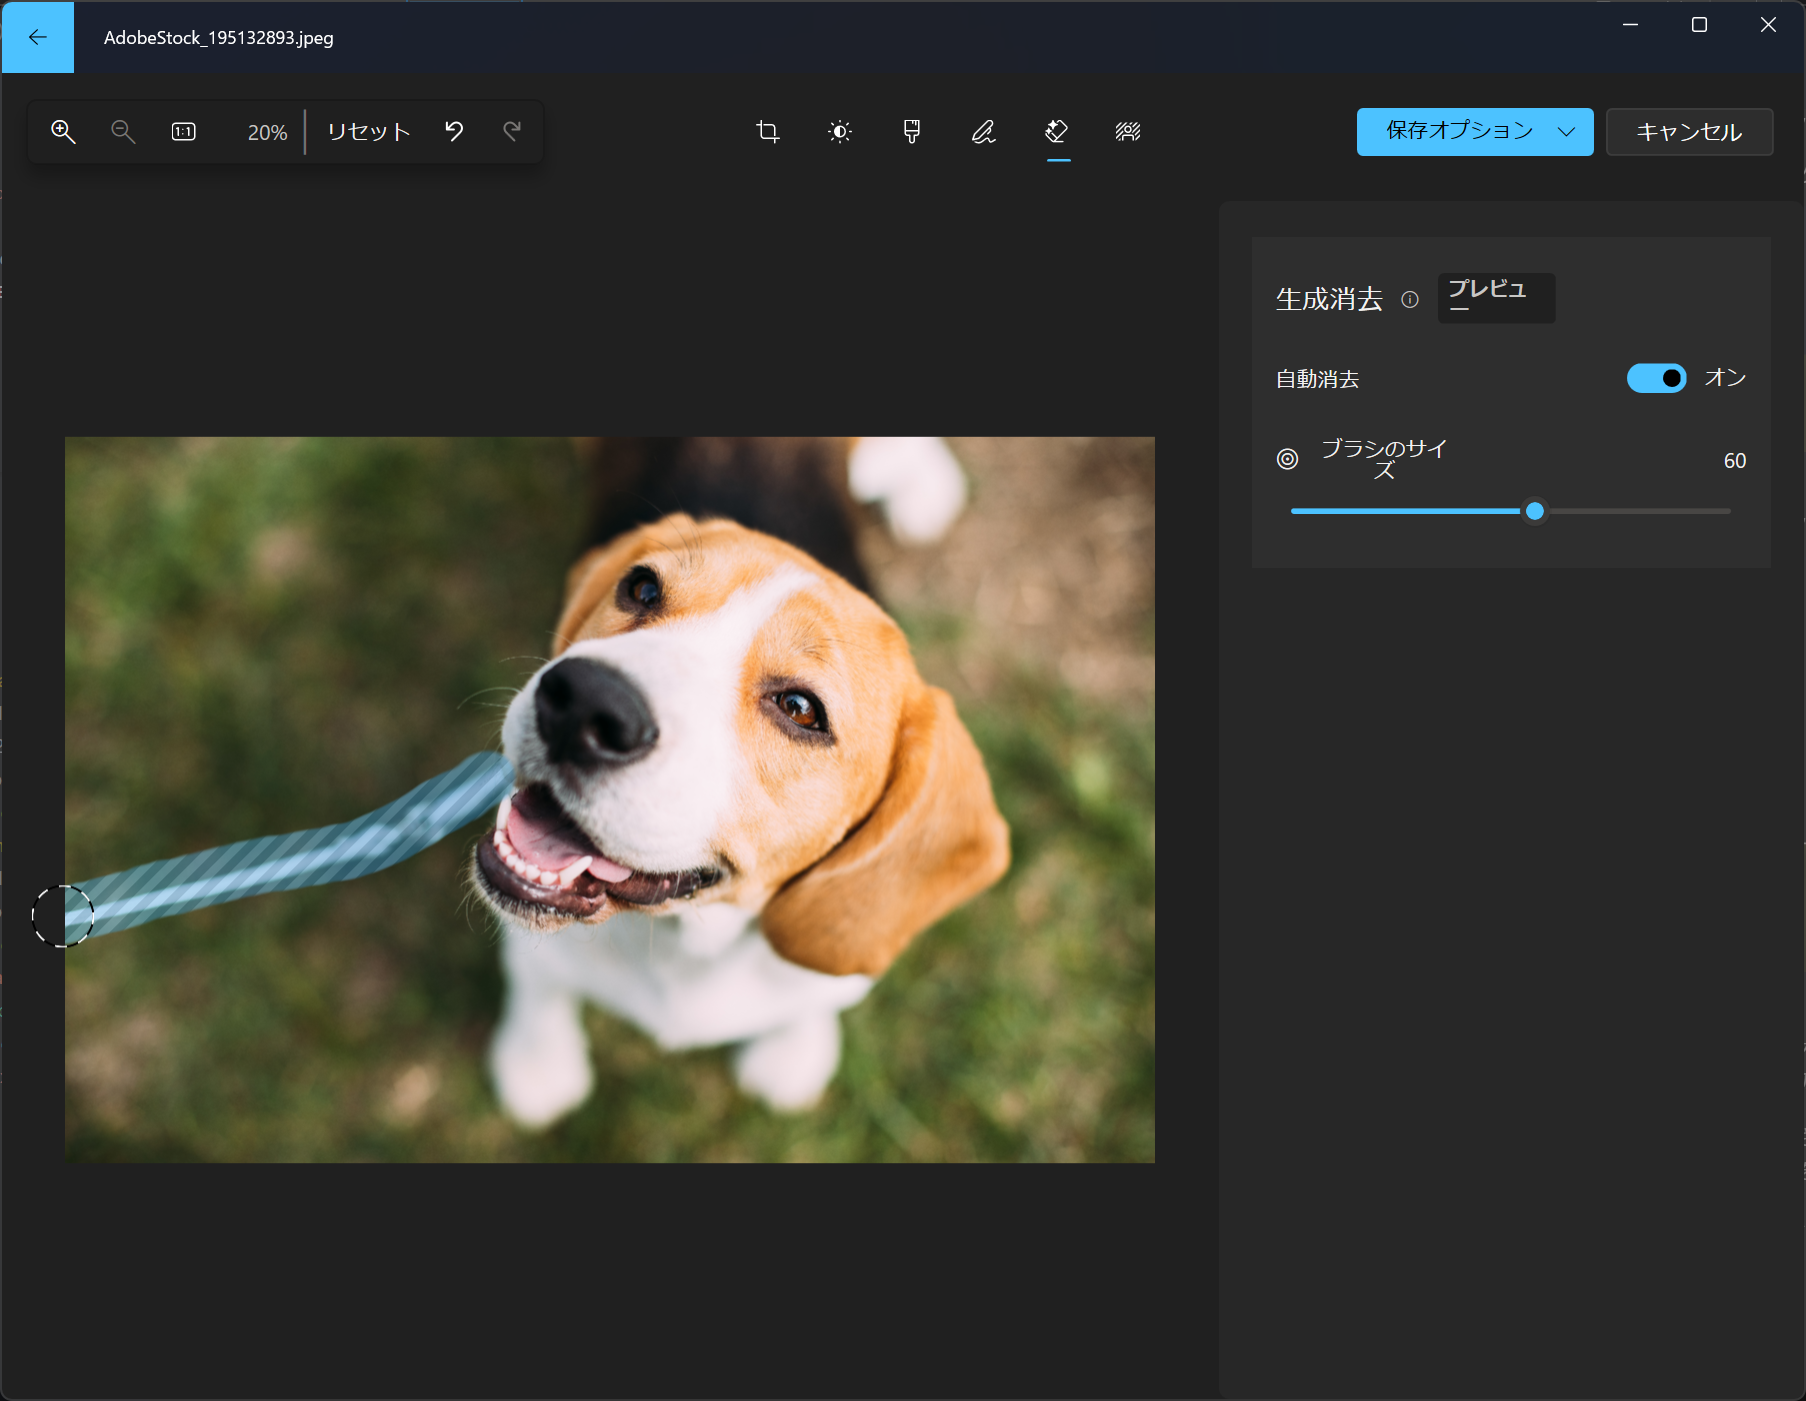 AdobeStock_195132893.jpeg
1:1
20%
リセット
保存オプション
キャンセル
生成消去
プレビュ
ー
自動消去
オン
ブラシのサイ
ズ
60